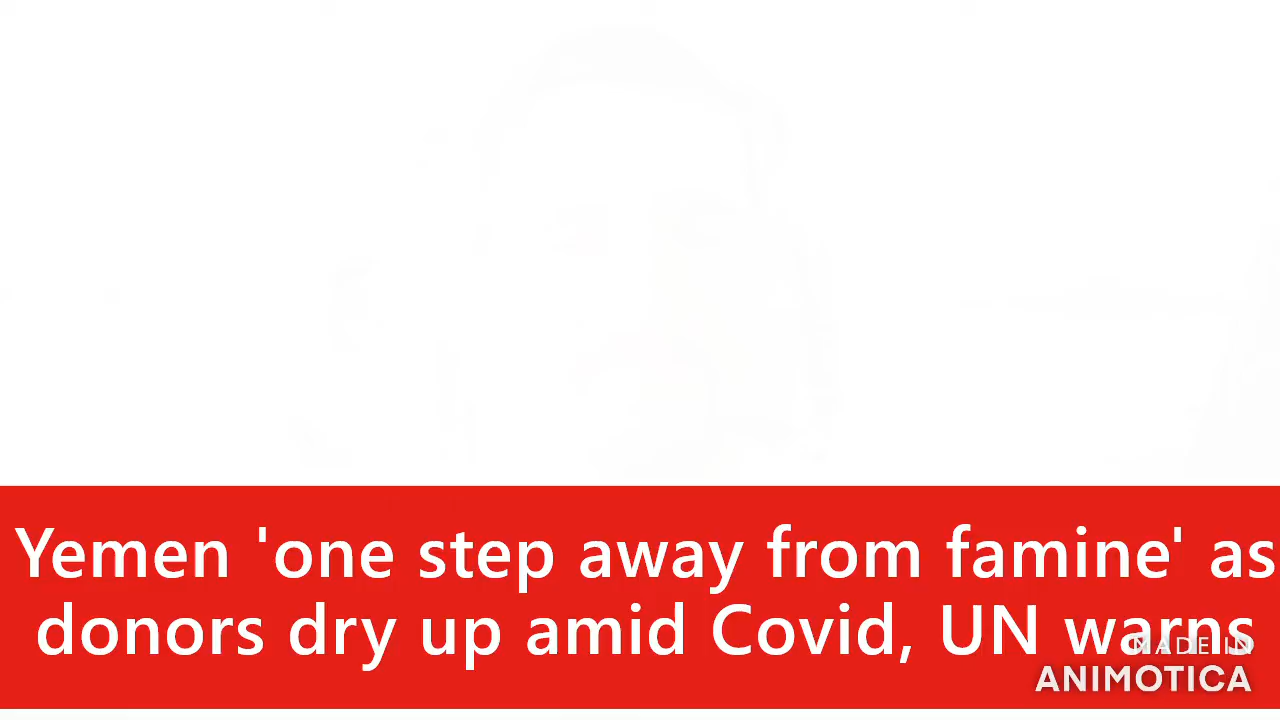 Yemen 'one step away from famine' as
donors dry up amid Covid, UN warns
MADE IN
ANIMOTICA